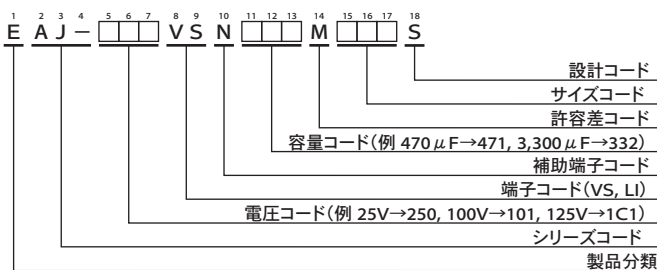 1 2 3 4 5 6 7 8 9 10 11 12 13 14 15 16 17 18
E A J - □□□ V S N □□□ M □□□ S
設計コード
サイズコード
許容差コード
容量コード(例 470μF→471, 3,300μF→332)
補助端子コード
端子コード(VS, LI)
電圧コード(例 25V→250, 100V→101, 125V→1C1)
シリーズコード
製品分類